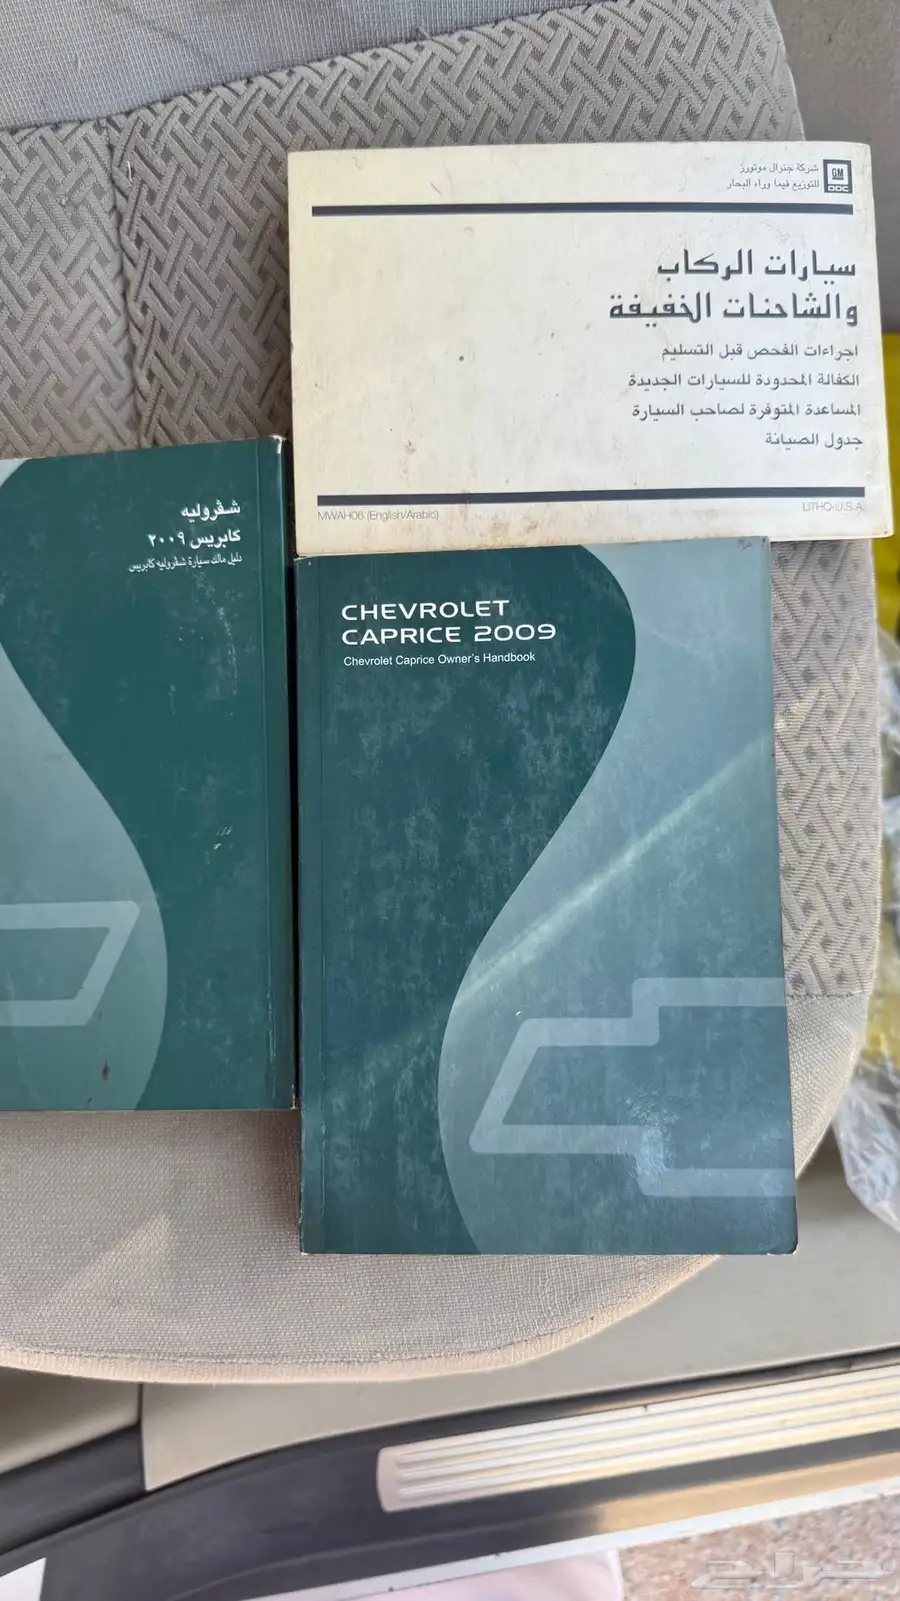 شركة جنرال موتورز
للتوزيع فيما وراء البحار
GM
ODC
سيارات الركاب
والشاحنات الخفيفة
اجراءات الفحص قبل التسليم
الكفالة المحدودة للسيارات الجديدة
المساعدة المتوفرة لصاحب السيارة
جدول الصيانة
MWAH06 (English/Arabic)
LITHO-U.S.A
شڤروليه
كابريس ٢٠٠٩
دليل مالك سيارة شڤروليه كابريس
CHEVROLET
CAPRICE 2009
Chevrolet Caprice Owner's Handbook
حراج